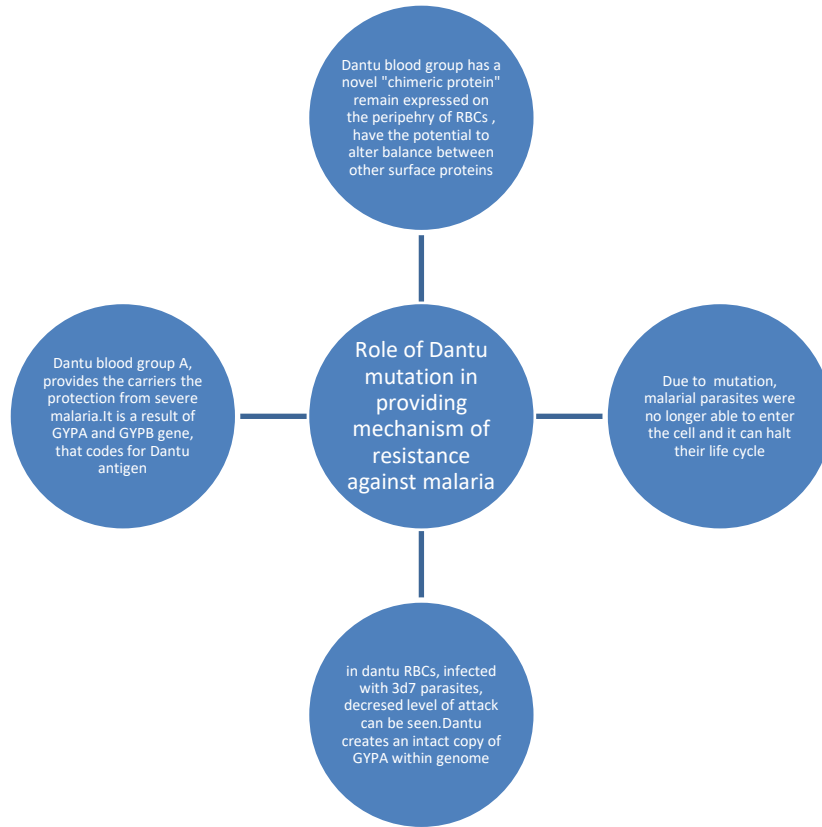 Dantu blood group has a
novel "chimeric protein"
remain expressed on
the peripehry of RBCs ,
have the potential to
alter balance between
other surface proteins
Dantu blood group A,
provides the carriers the
protection from severe
malaria.It is a result of
GYPA and GYPB gene,
that codes for Dantu
antigen
Role of Dantu
mutation in
providing
mechanism of
resistance
against malaria
Due to mutation,
malarial parasites were
no longer able to enter
the cell and it can halt
their life cycle
in dantu RBCs, infected
with 3d7 parasites,
decresed level of attack
can be seen.Dantu
creates an intact copy of
GYPA within genome